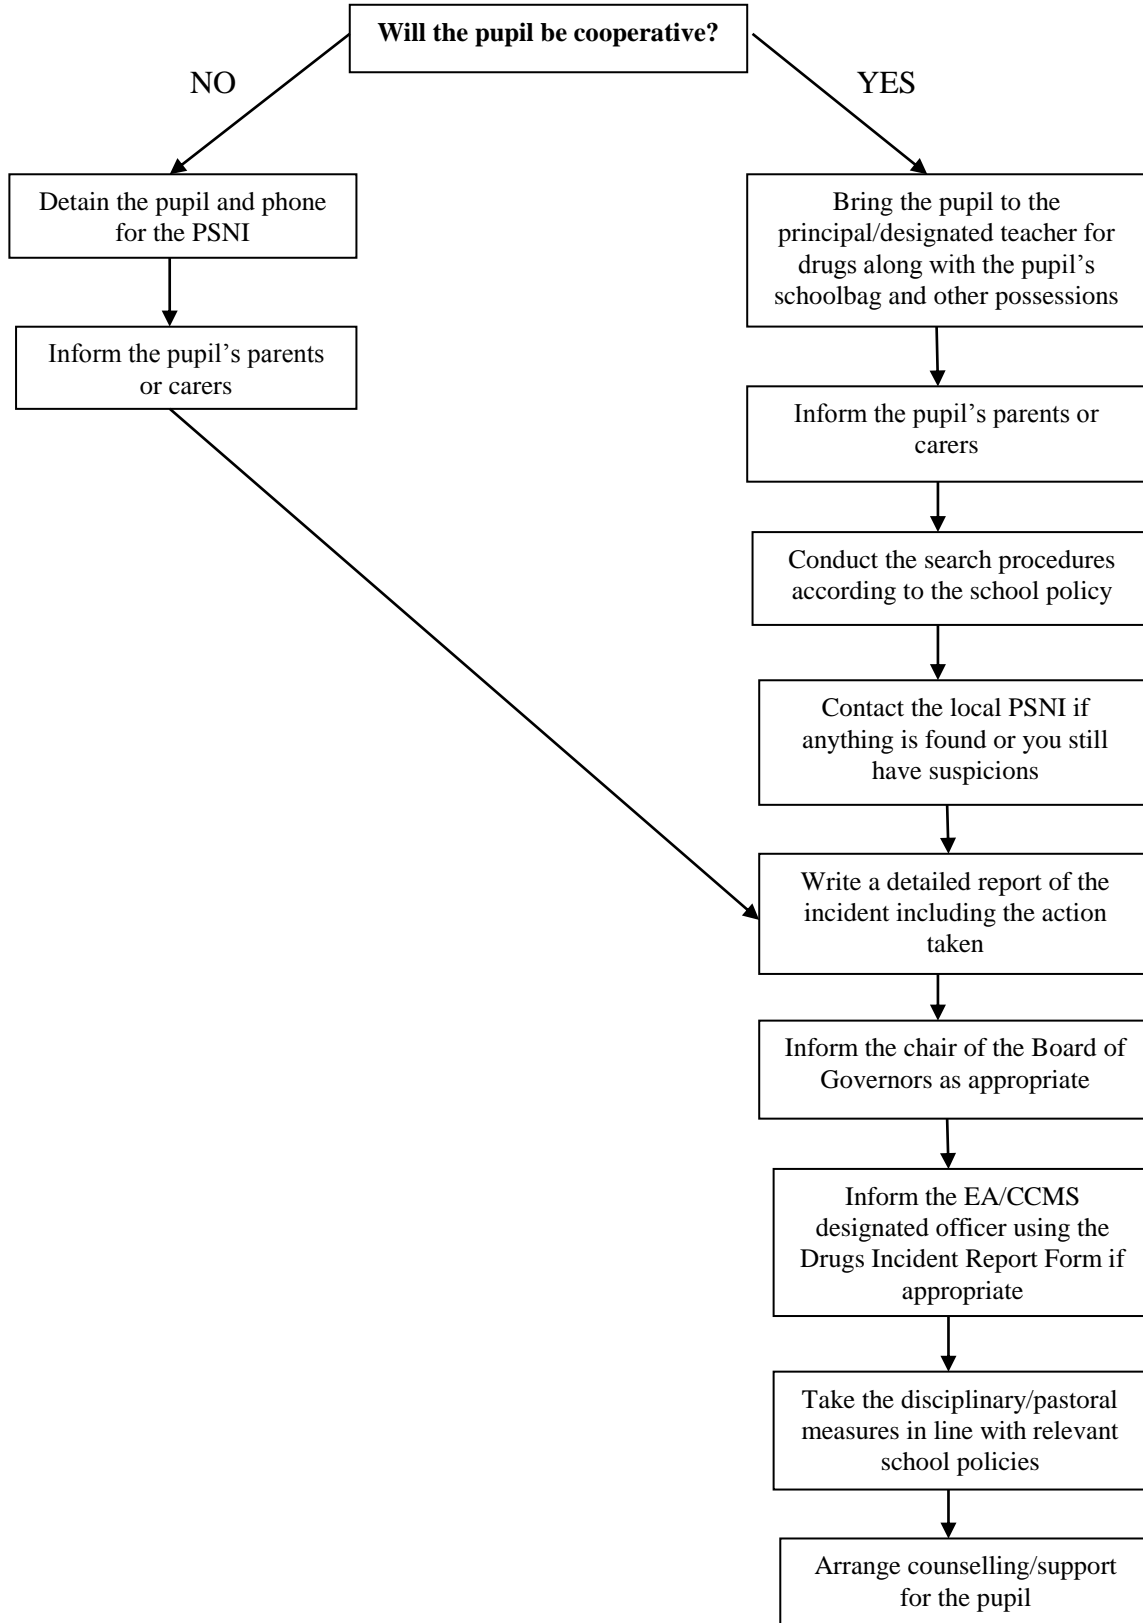 Will the pupil be cooperative?
NO
YES
Detain the pupil and phone
for the PSNI
Inform the pupil’s parents
or carers
Bring the pupil to the
principal/designated teacher for
drugs along with the pupil’s
schoolbag and other possessions
Inform the pupil’s parents or
carers
Conduct the search procedures
according to the school policy
Contact the local PSNI if
anything is found or you still
have suspicions
Write a detailed report of the
incident including the action
taken
Inform the chair of the Board of
Governors as appropriate
Inform the EA/CCMS
designated officer using the
Drugs Incident Report Form if
appropriate
Take the disciplinary/pastoral
measures in line with relevant
school policies
Arrange counselling/support
for the pupil